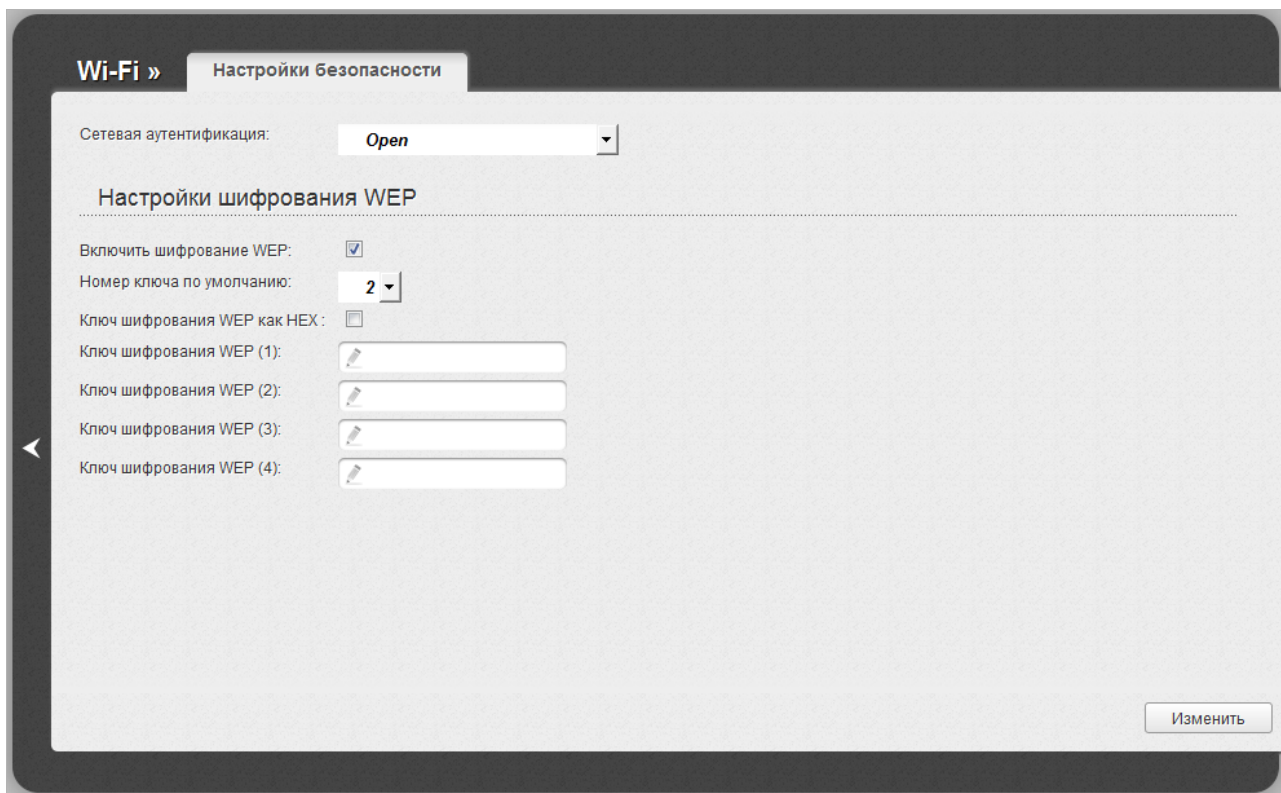 Wi-Fi » Настройки безопасности
Сетевая аутентификация: Open
Настройки шифрования WEP
Включить шифрование WEP:
Номер ключа по умолчанию: 2
Ключ шифрования WEP как HEX :
Ключ шифрования WEP (1):
Ключ шифрования WEP (2):
Ключ шифрования WEP (3):
Ключ шифрования WEP (4):
Изменить